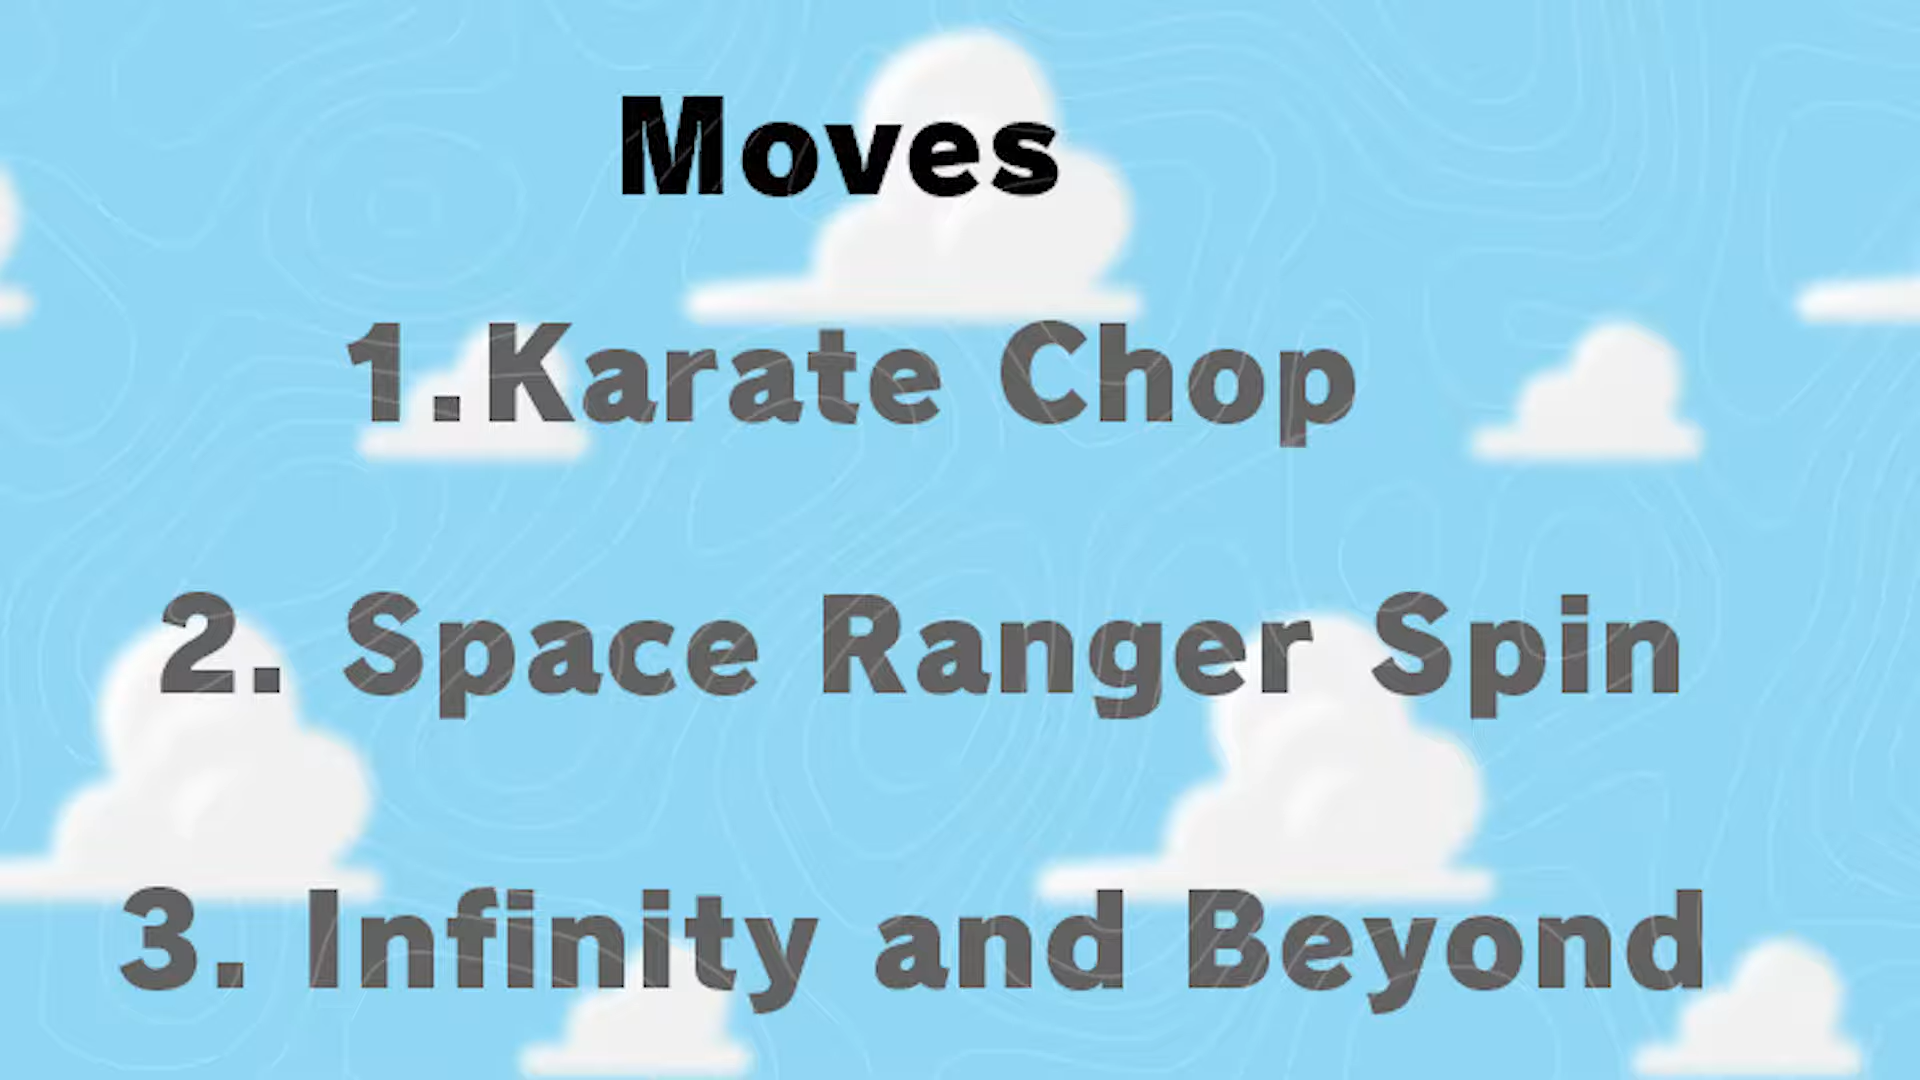 Moves
1.Karate Chop
2. Space Ranger Spin
3. Infinity and Beyond